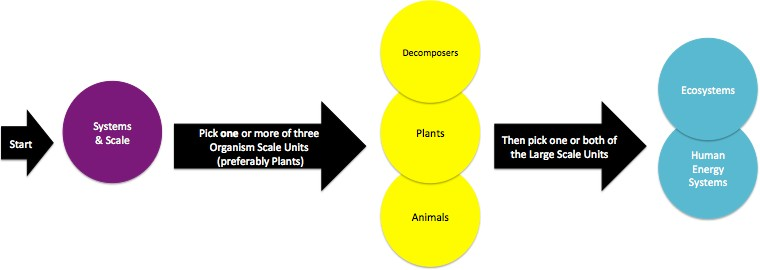 Start
Systems
& Scale
Pick one or more of three
Organism Scale Units
(preferably Plants)
Decomposers
Plants
Animals
Then pick one or both of
the Large Scale Units
Ecosystems
Human
Energy
Systems